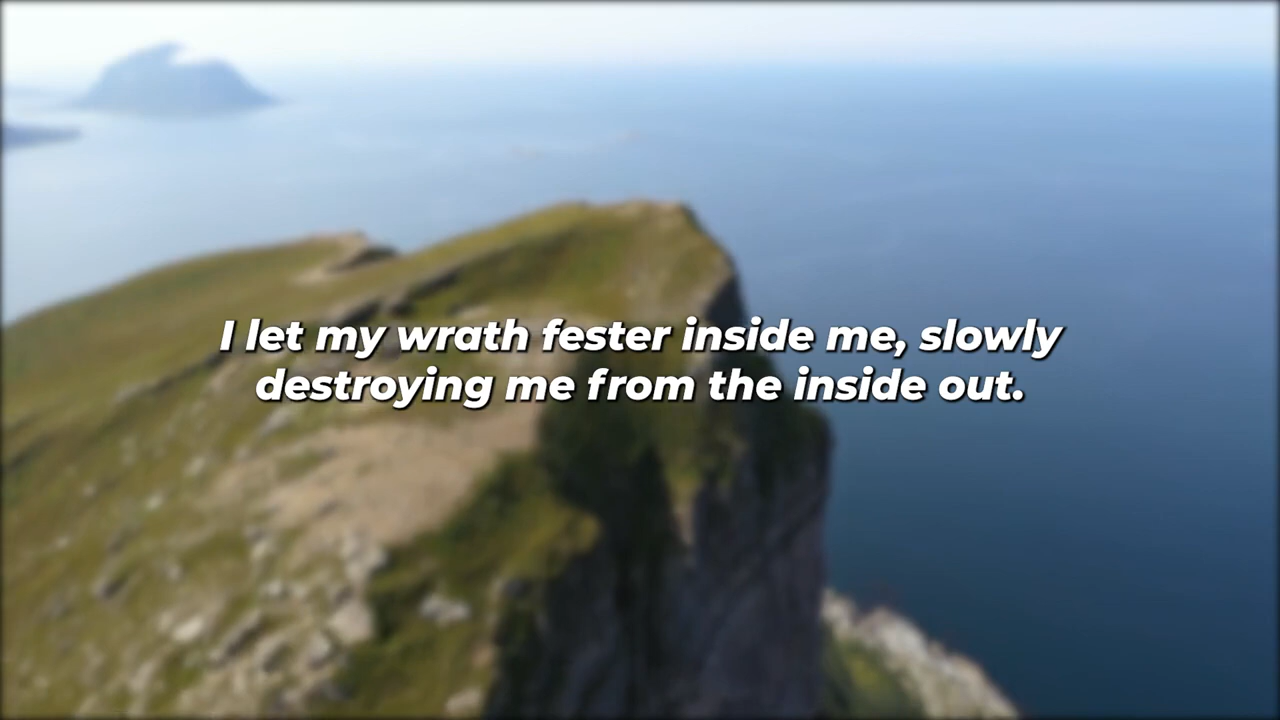 I let my wrath fester inside me, slowly
destroying me from the inside out.